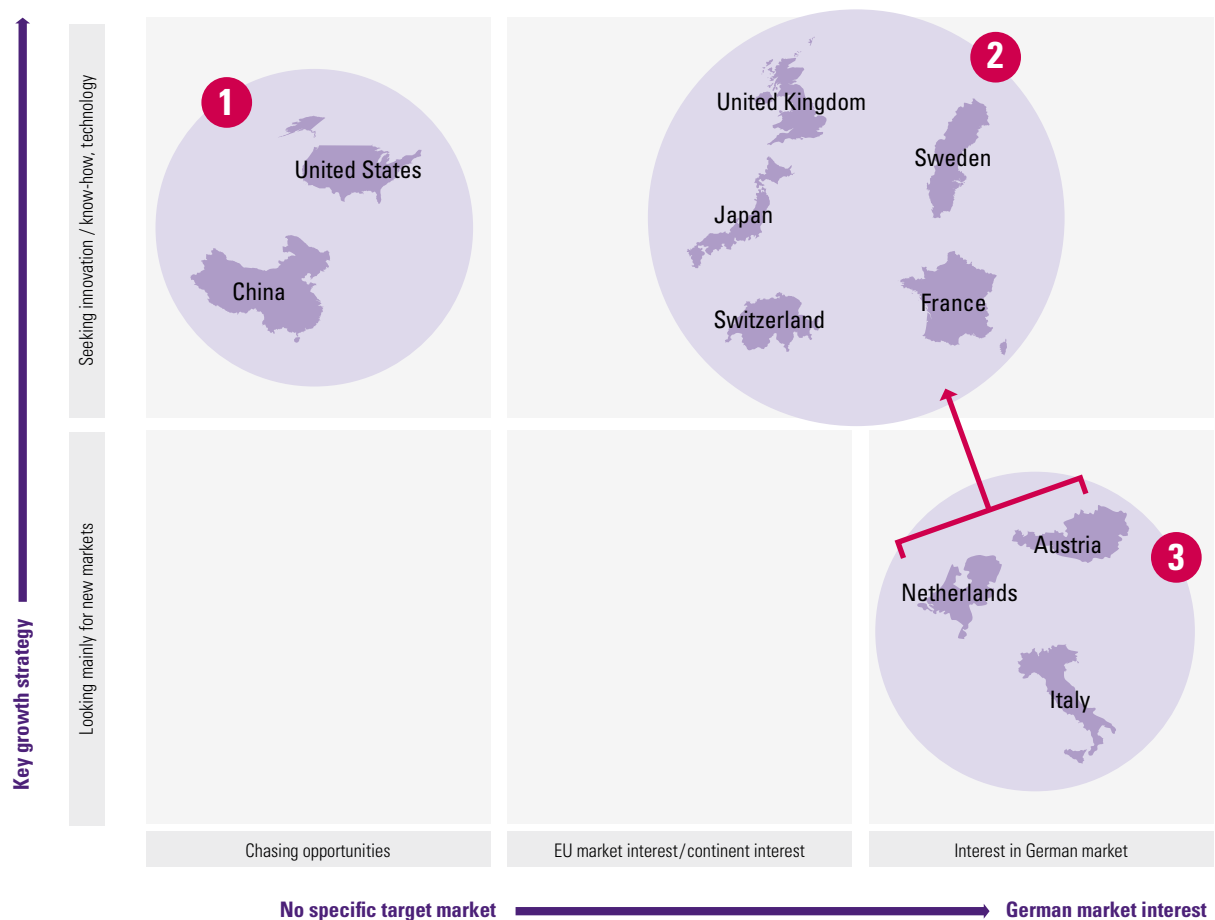 Key growth strategy
Seeking innovation / know-how, technology
Looking mainly for new markets
1
United States
China
2
United Kingdom
Sweden
Japan
Switzerland
France
3
Austria
Netherlands
Italy
Chasing opportunities
EU market interest/continent interest
Interest in German market
No specific target market
German market interest